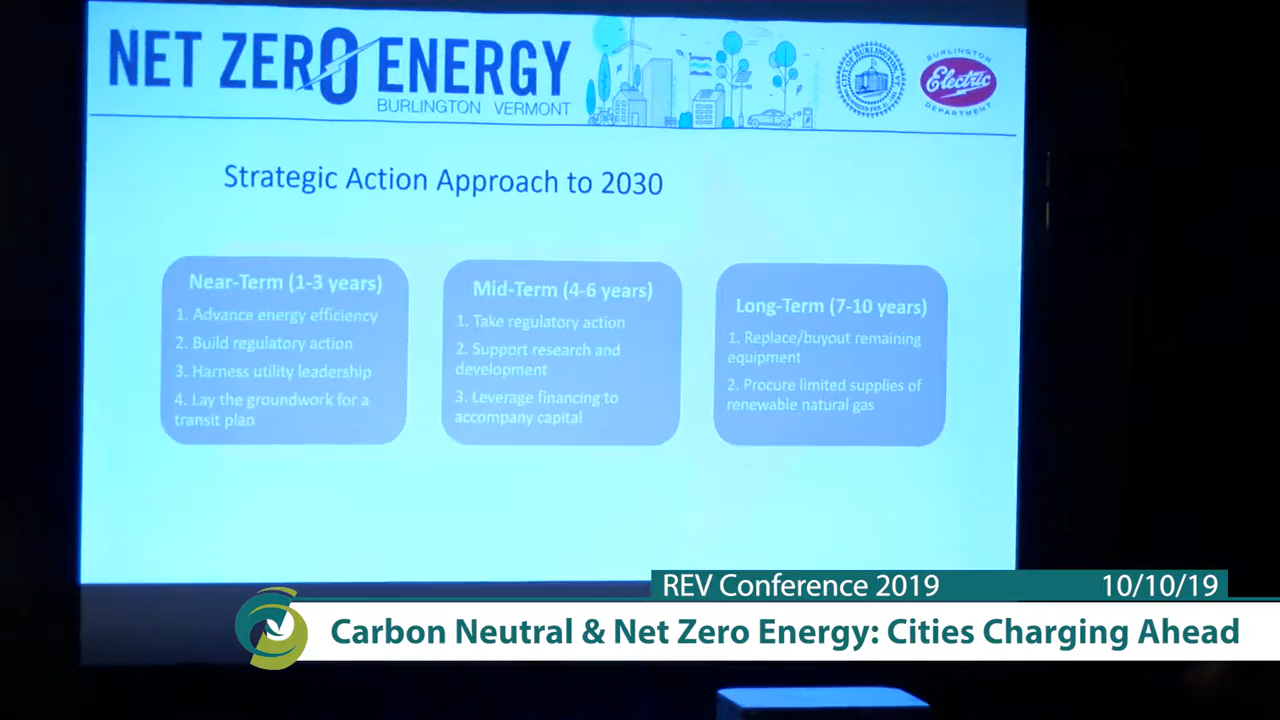 NET ZERO ENERGY
BURLINGTON VERMONT
CITY OF BURLINGTON
BURLINGTON
Electric
DEPARTMENT
Strategic Action Approach to 2030
Near-Term (1-3 years)
1. Advance energy efficiency
2. Build regulatory action
3. Harness utility leadership
4. Lay the groundwork for a
transit plan
Mid-Term (4-6 years)
1. Take regulatory action
2. Support research and
development
3. Leverage financing to
accompany capital
Long-Term (7-10 years)
1. Replace/buyout remaining
equipment
2. Procure limited supplies of
renewable natural gas
REV Conference 2019
10/10/19
Carbon Neutral & Net Zero Energy: Cities Charging Ahead